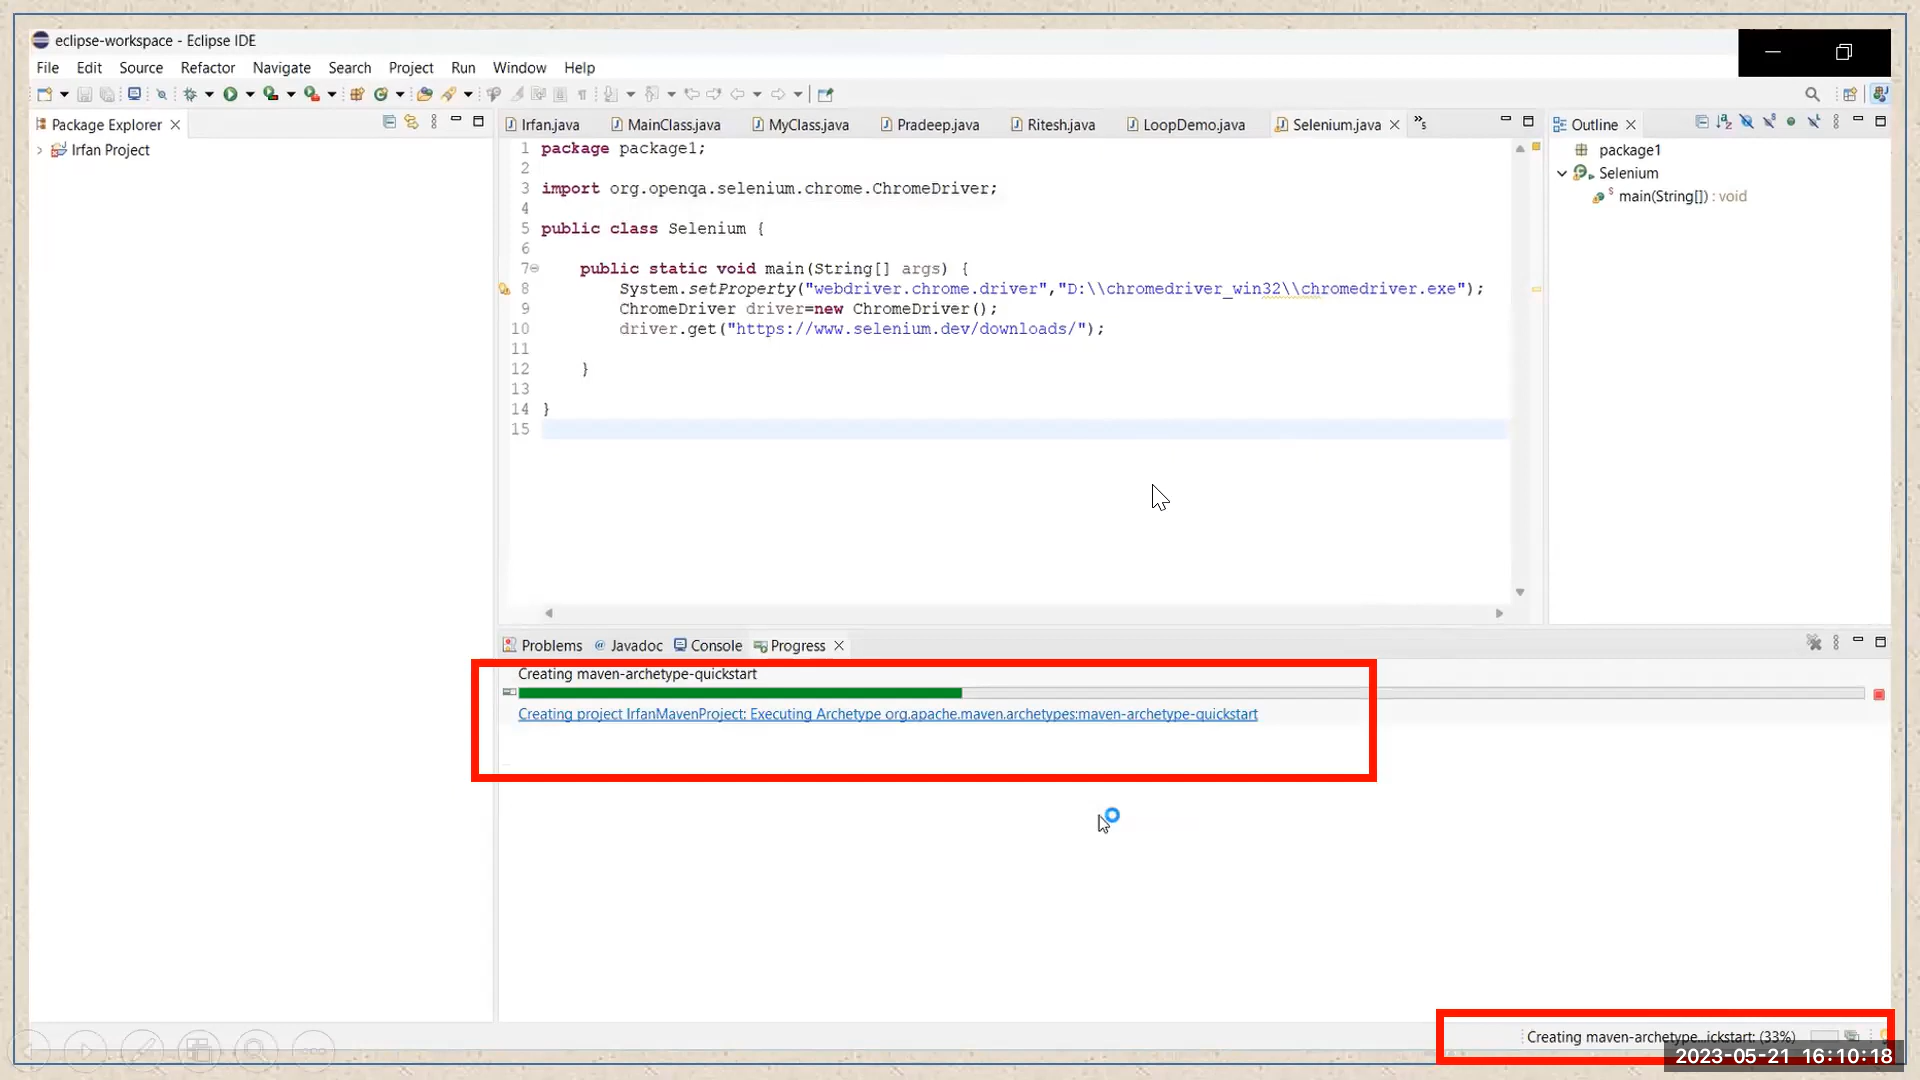 eclipse-workspace - Eclipse IDE
File Edit Source Refactor Navigate Search Project Run Window Help
Package Explorer
Irfan Project
Irfan.java MainClass.java MyClass.java Pradeep.java Ritesh.java LoopDemo.java Selenium.java »5
1 package package1;
2
3 import org.openqa.selenium.chrome.ChromeDriver;
4
5 public class Selenium {
6
7 public static void main(String[] args) {
8 System.setProperty("webdriver.chrome.driver","D:\\chromedriver_win32\\chromedriver.exe");
9 ChromeDriver driver=new ChromeDriver();
10 driver.get("https://www.selenium.dev/downloads/");
11
12 }
13
14 }
15
Outline
package1
Selenium
main(String[]) : void
Problems Javadoc Console Progress
Creating maven-archetype-quickstart
Creating project IrfanMavenProject: Executing Archetype org.apache.maven.archetypes:maven-archetype-quickstart
Creating maven-archetype...ickstart: (33%)
2023-05-21 16:10:18